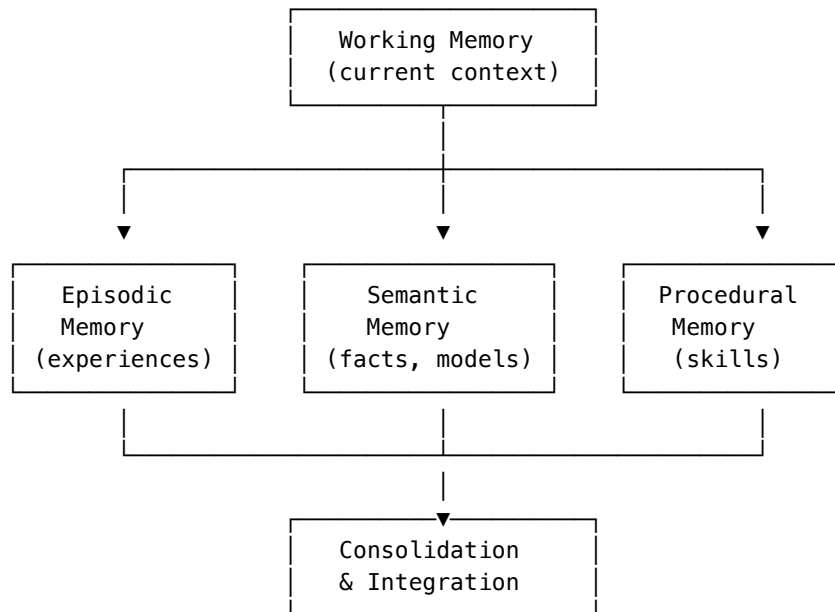 Working Memory
(current context)
Episodic
Memory
(experiences)
Semantic
Memory
(facts, models)
Procedural
Memory
(skills)
Consolidation
& Integration